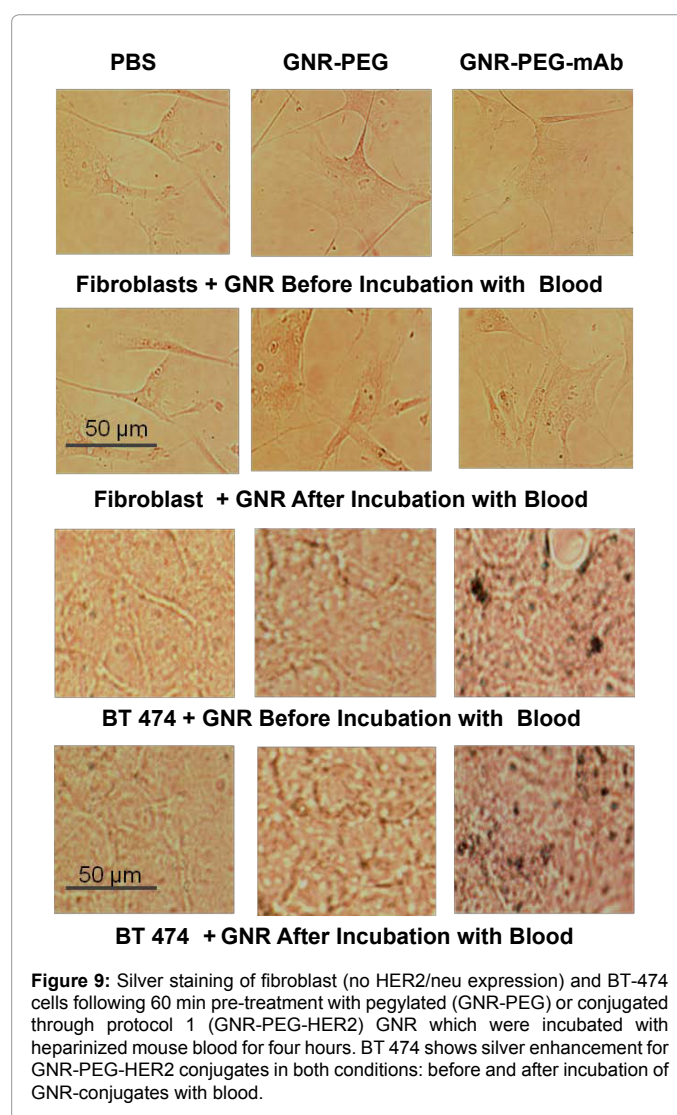 PBS GNR-PEG GNR-PEG-mAb
Fibroblasts + GNR Before Incubation with Blood
50 µm
Fibroblast + GNR After Incubation with Blood
BT 474 + GNR Before Incubation with Blood
50 µm
BT 474 + GNR After Incubation with Blood
Figure 9: Silver staining of fibroblast (no HER2/neu expression) and BT-474
cells following 60 min pre-treatment with pegylated (GNR-PEG) or conjugated
through protocol 1 (GNR-PEG-HER2) GNR which were incubated with
heparinized mouse blood for four hours. BT 474 shows silver enhancement for
GNR-PEG-HER2 conjugates in both conditions: before and after incubation of
GNR-conjugates with blood.